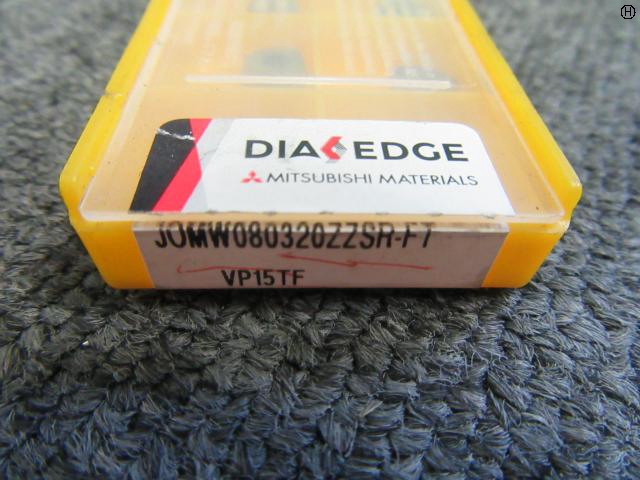 H
DIAEDGE
MITSUBISHI MATERIALS
JOMW080320ZZSR-FT
VP15TF